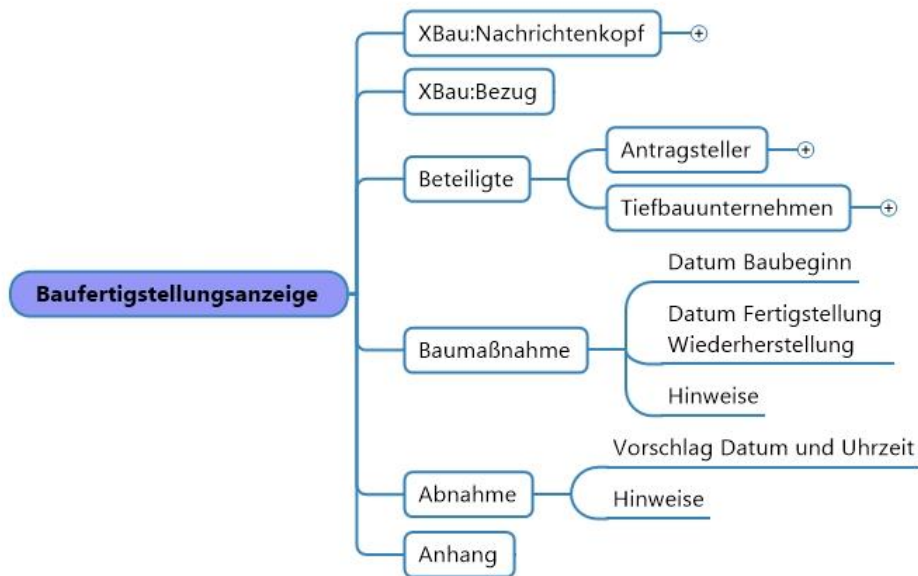 XBau:Nachrichtenkopf
XBau:Bezug
Antragsteller
Beteiligte
Tiefbauunternehmen
Datum Baubeginn
Baufertigstellungsanzeige
Datum Fertigstellung
Wiederherstellung
Baumaßnahme
Hinweise
Vorschlag Datum und Uhrzeit
Abnahme
Hinweise
Anhang